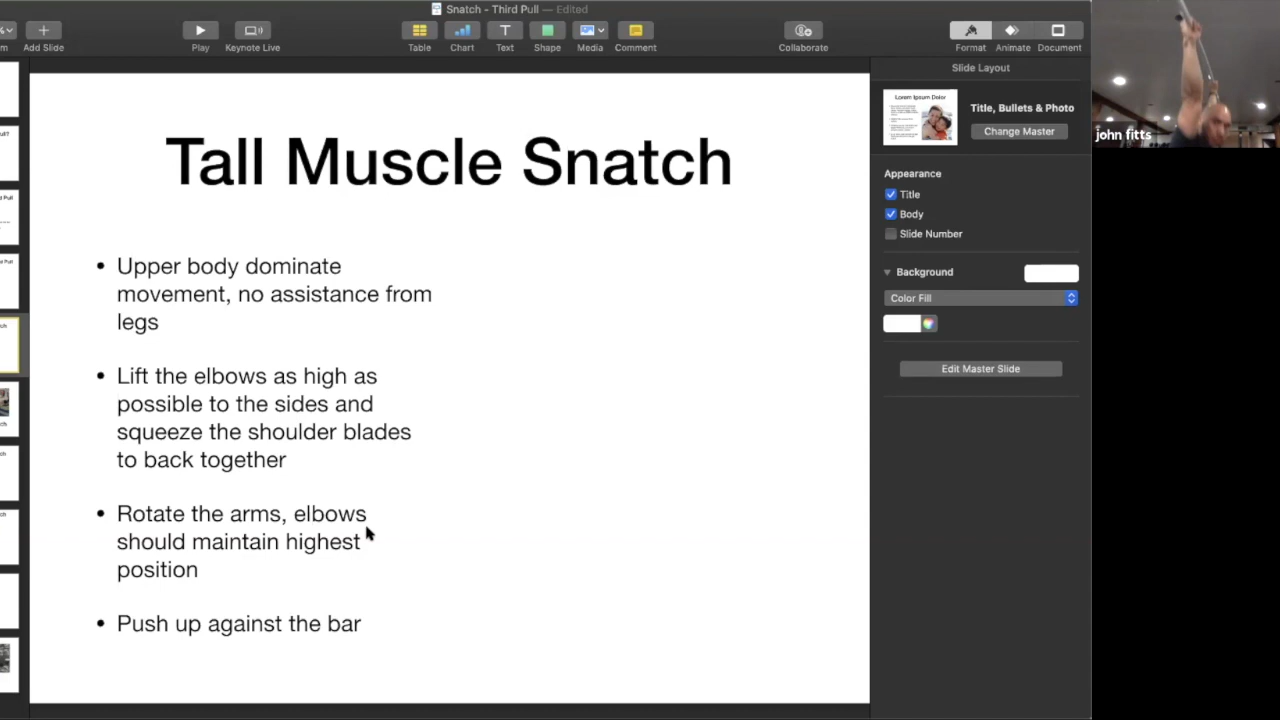 Snatch - Third Pull — Edited
Add Slide
Play
Keynote Live
Table
Chart
Text
Shape
Media
Comment
Collaborate
Format
Animate
Document
Slide Layout
Lorem Ipsum Dolor
Title, Bullets & Photo
Change Master
john fitts
Appearance
Title
Body
Slide Number
Background
Color Fill
Edit Master Slide
Tall Muscle Snatch
• Upper body dominate
movement, no assistance from
legs
• Lift the elbows as high as
possible to the sides and
squeeze the shoulder blades
to back together
• Rotate the arms, elbows
should maintain highest
position
• Push up against the bar